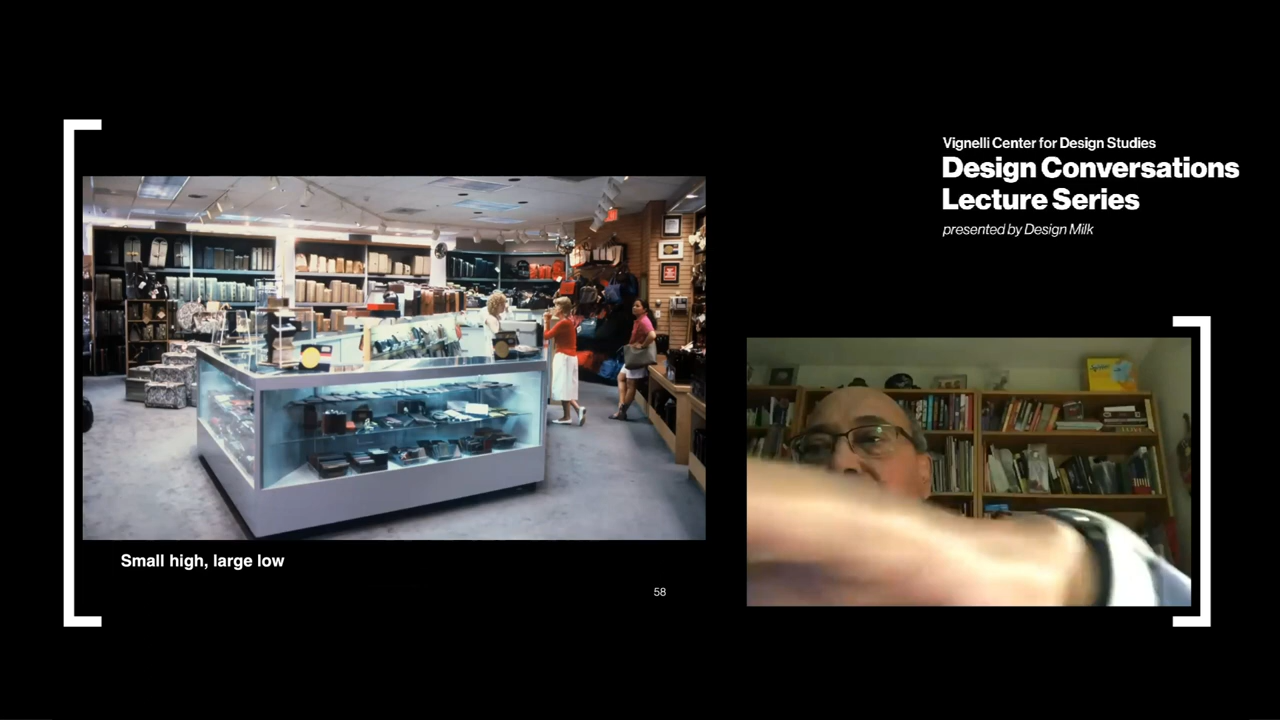 Vignelli Center for Design Studies
Design Conversations
Lecture Series
presented by Design Milk
Small high, large low
58